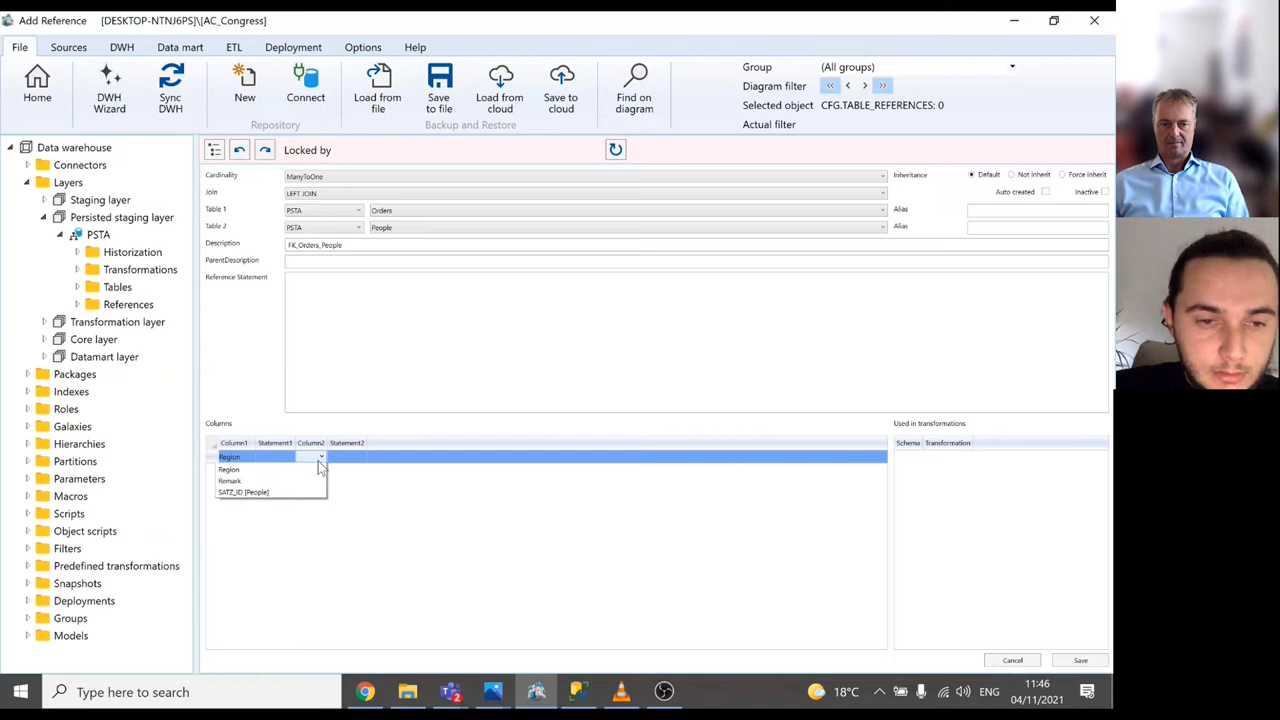 Add Reference [DESKTOP-NTNJ6PS]\[AC_Congress]
File Sources DWH Data mart ETL Deployment Options Help
Home
DWH Wizard
Sync DWH
New
Connect
Load from file
Save to file
Load from cloud
Save to cloud
Find on diagram
Repository
Backup and Restore
Group (All groups)
Diagram filter
Selected object CFG.TABLE_REFERENCES: 0
Actual filter
Data warehouse
Connectors
Layers
Staging layer
Persisted staging layer
PSTA
Historization
Transformations
Tables
References
Transformation layer
Core layer
Datamart layer
Packages
Indexes
Roles
Galaxies
Hierarchies
Partitions
Parameters
Macros
Scripts
Object scripts
Filters
Predefined transformations
Snapshots
Deployments
Groups
Models
Locked by
Cardinality ManyToOne Inheritance Default Not inherit Force inherit
Join LEFT JOIN Auto created Inactive
Table 1 PSTA Orders Alias
Table 2 PSTA People Alias
Description FK_Orders_People
ParentDescription
Reference Statement
Columns
Column1 Statement1 Column2 Statement2
Region
Region
Remark
SATZ_ID [People]
Used in transformations
Schema Transformation
Cancel Save
Type here to search
2
18°C
ENG
11:46
04/11/2021